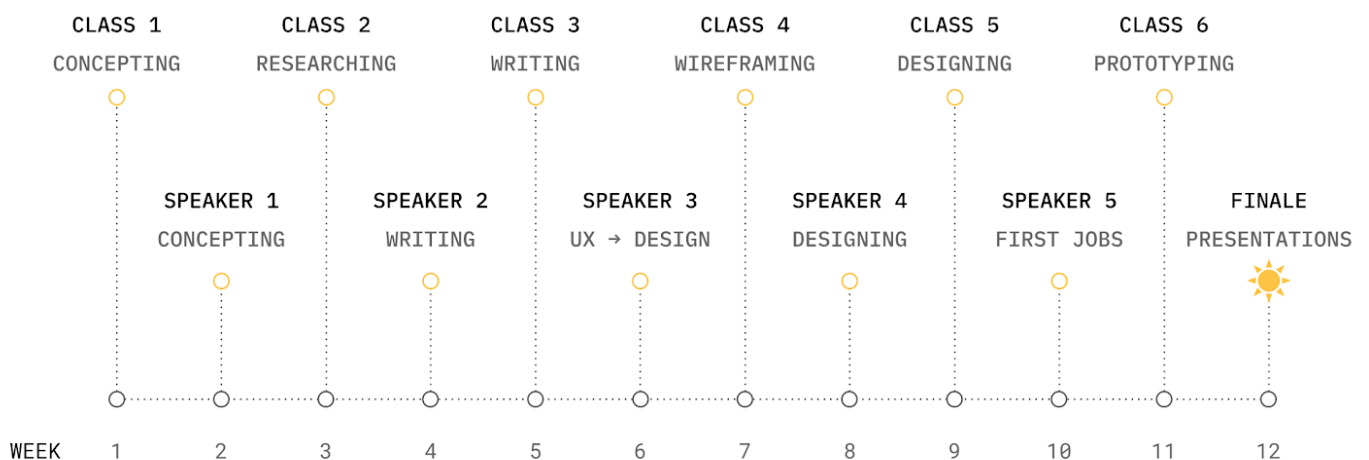 CLASS 1
CONCEPTING
CLASS 2
RESEARCHING
CLASS 3
WRITING
CLASS 4
WIREFRAMING
CLASS 5
DESIGNING
CLASS 6
PROTOTYPING
SPEAKER 1
CONCEPTING
SPEAKER 2
WRITING
SPEAKER 3
UX → DESIGN
SPEAKER 4
DESIGNING
SPEAKER 5
FIRST JOBS
FINALE
PRESENTATIONS
WEEK 1 2 3 4 5 6 7 8 9 10 11 12